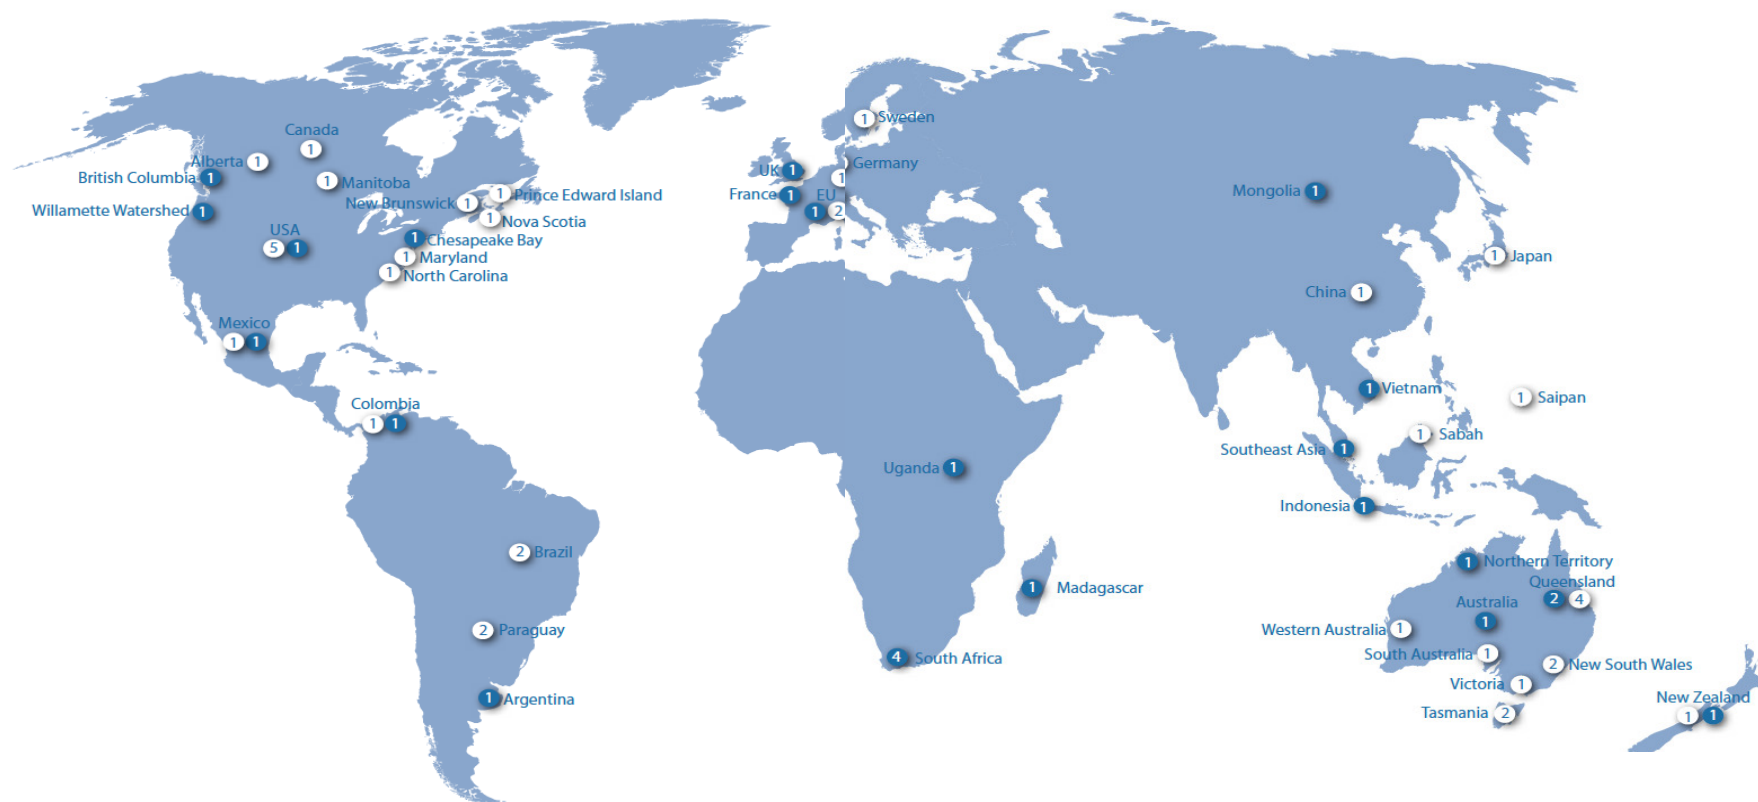 Canada
1
Alberta 1
British Columbia 1
1 Manitoba
Willamette Watershed 1
New Brunswick 1
1 Prince Edward Island
1
Nova Scotia
USA
5 1
1
Chesapeake Bay
1 Maryland
1 North Carolina
Mexico
1 1
Colombia
1 1
2 Brazil
2 Paraguay
1 Argentina
1 Sweden
UK 1
Germany
1
France 1
EU
1 2
Uganda 1
1 Madagascar
4 South Africa
Mongolia 1
1 Japan
China 1
1 Vietnam
1 Saipan
1 Sabah
Southeast Asia 1
Indonesia 1
1 Northern Territory
Queensland
2 4
Australia
1
Western Australia 1
South Australia 1
2 New South Wales
Victoria 1
Tasmania 2
New Zealand
1 1